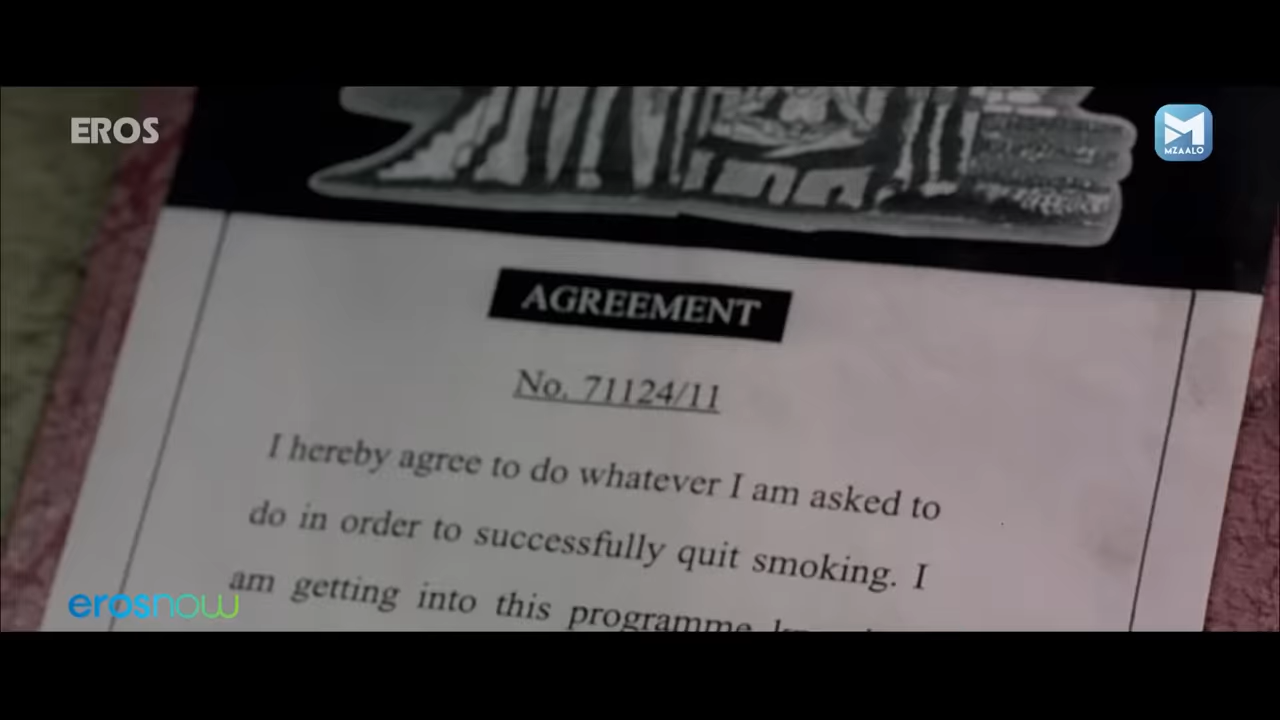 EROS
MZAALO
AGREEMENT
No. 71124/11
I hereby agree to do whatever I am asked to
do in order to successfully quit smoking. I
am getting into this programme
erosnow